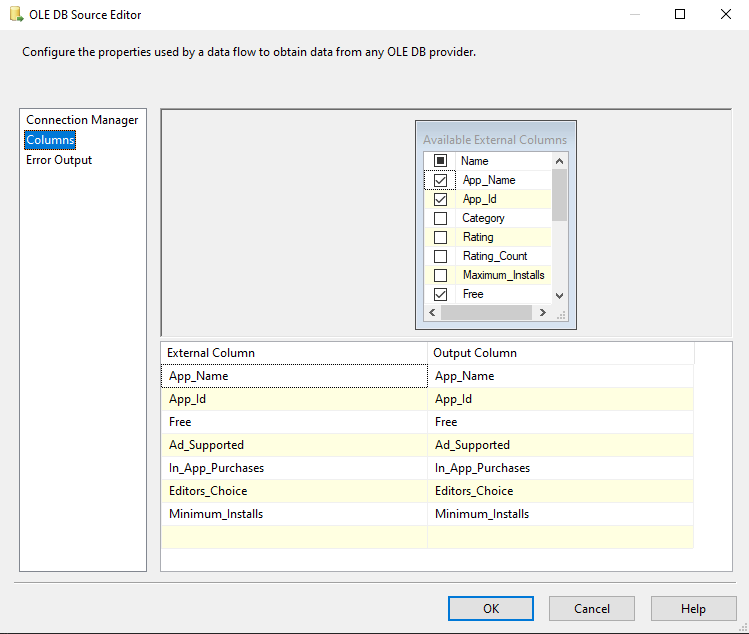 OLE DB Source Editor
Configure the properties used by a data flow to obtain data from any OLE DB provider.
Connection Manager
Columns
Error Output
Available External Columns
Name
App_Name
App_Id
Category
Rating
Rating_Count
Maximum_Installs
Free
External Column Output Column
App_Name App_Name
App_Id App_Id
Free Free
Ad_Supported Ad_Supported
In_App_Purchases In_App_Purchases
Editors_Choice Editors_Choice
Minimum_Installs Minimum_Installs
OK Cancel Help